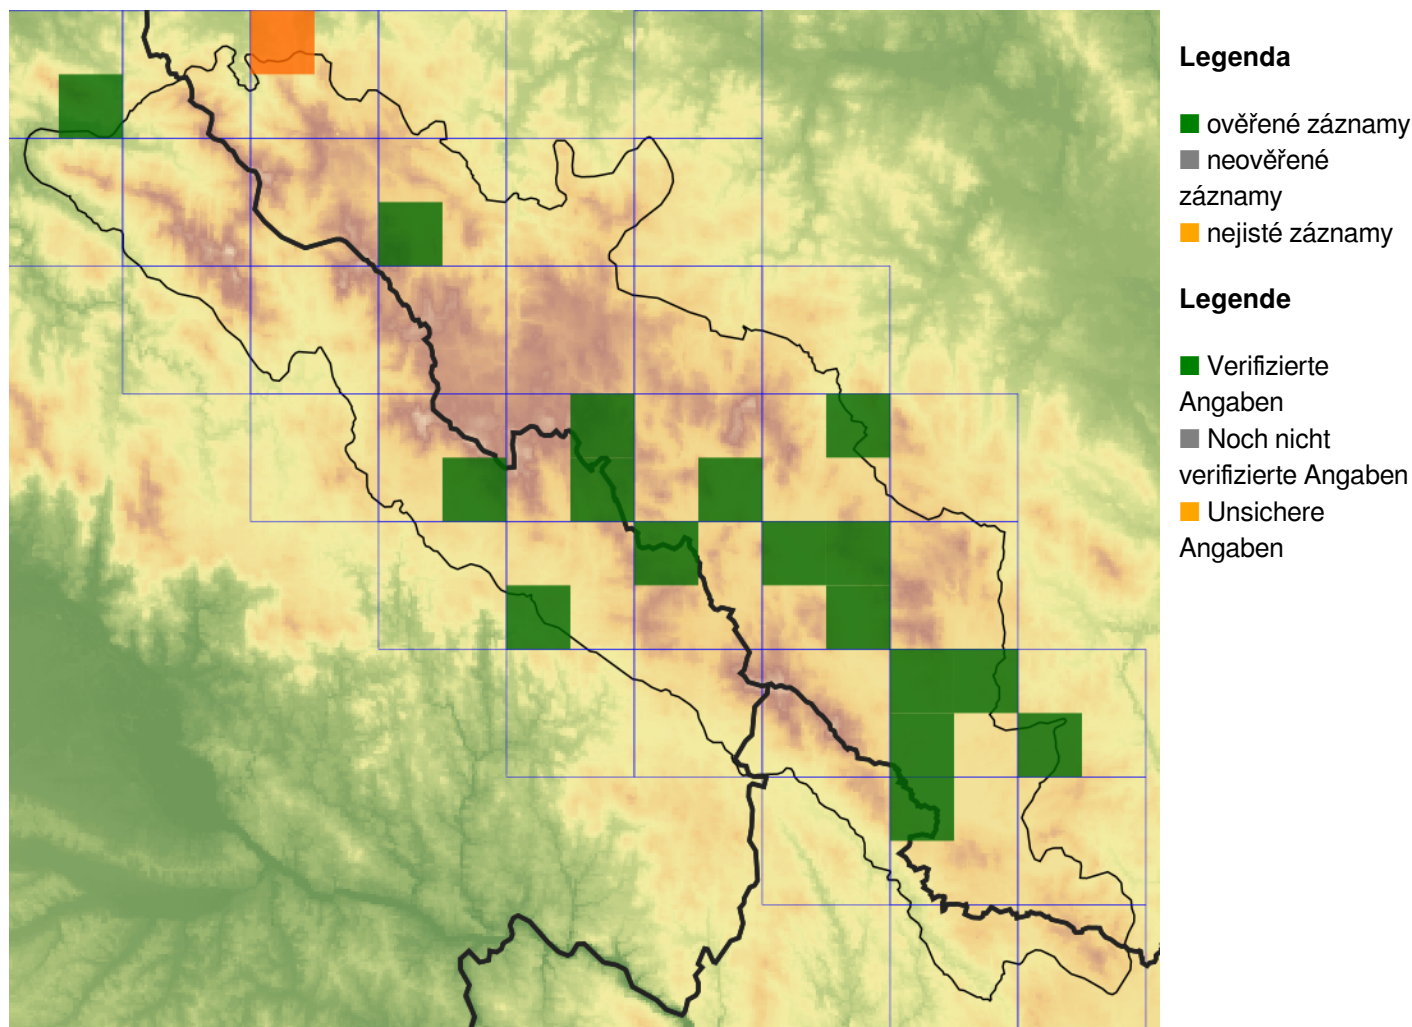 Legenda
ověřené záznamy
neověřené
záznamy
nejisté záznamy
Legende
Verifizierte
Angaben
Noch nicht
verifizierte Angaben
Unsichere
Angaben